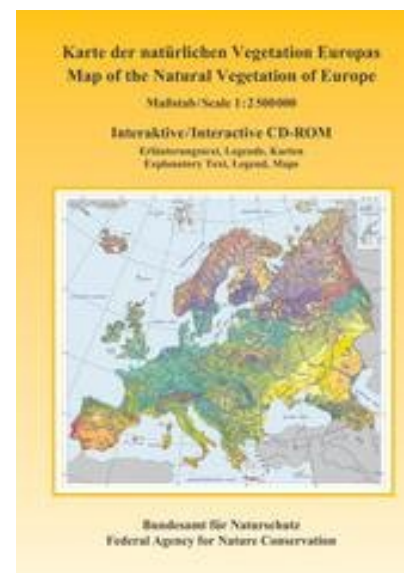 Karte der natürlichen Vegetation Europas
Map of the Natural Vegetation of Europe
Maßstab/Scale 1:2 500 000
Interaktive/Interactive CD-ROM
Erläuterungstext, Legende, Karten
Explanatory Text, Legend, Maps
Bundesamt für Naturschutz
Federal Agency for Nature Conservation